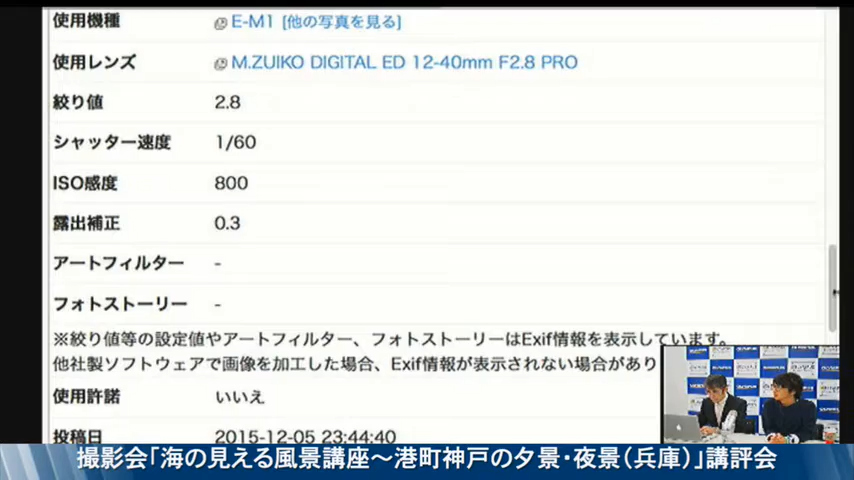 使用機種 E-M1 [他の写真を見る]
使用レンズ M.ZUIKO DIGITAL ED 12-40mm F2.8 PRO
絞り値 2.8
シャッター速度 1/60
ISO感度 800
露出補正 0.3
アートフィルター -
フォトストーリー -
※絞り値等の設定値やアートフィルター、フォトストーリーはExif情報を表示しています。
他社製ソフトウェアで画像を加工した場合、Exif情報が表示されない場合があり
使用許諾 いいえ
投稿日 2015-12-05 23:44:40
撮影会「海の見える風景講座～港町神戸の夕景・夜景(兵庫)」講評会